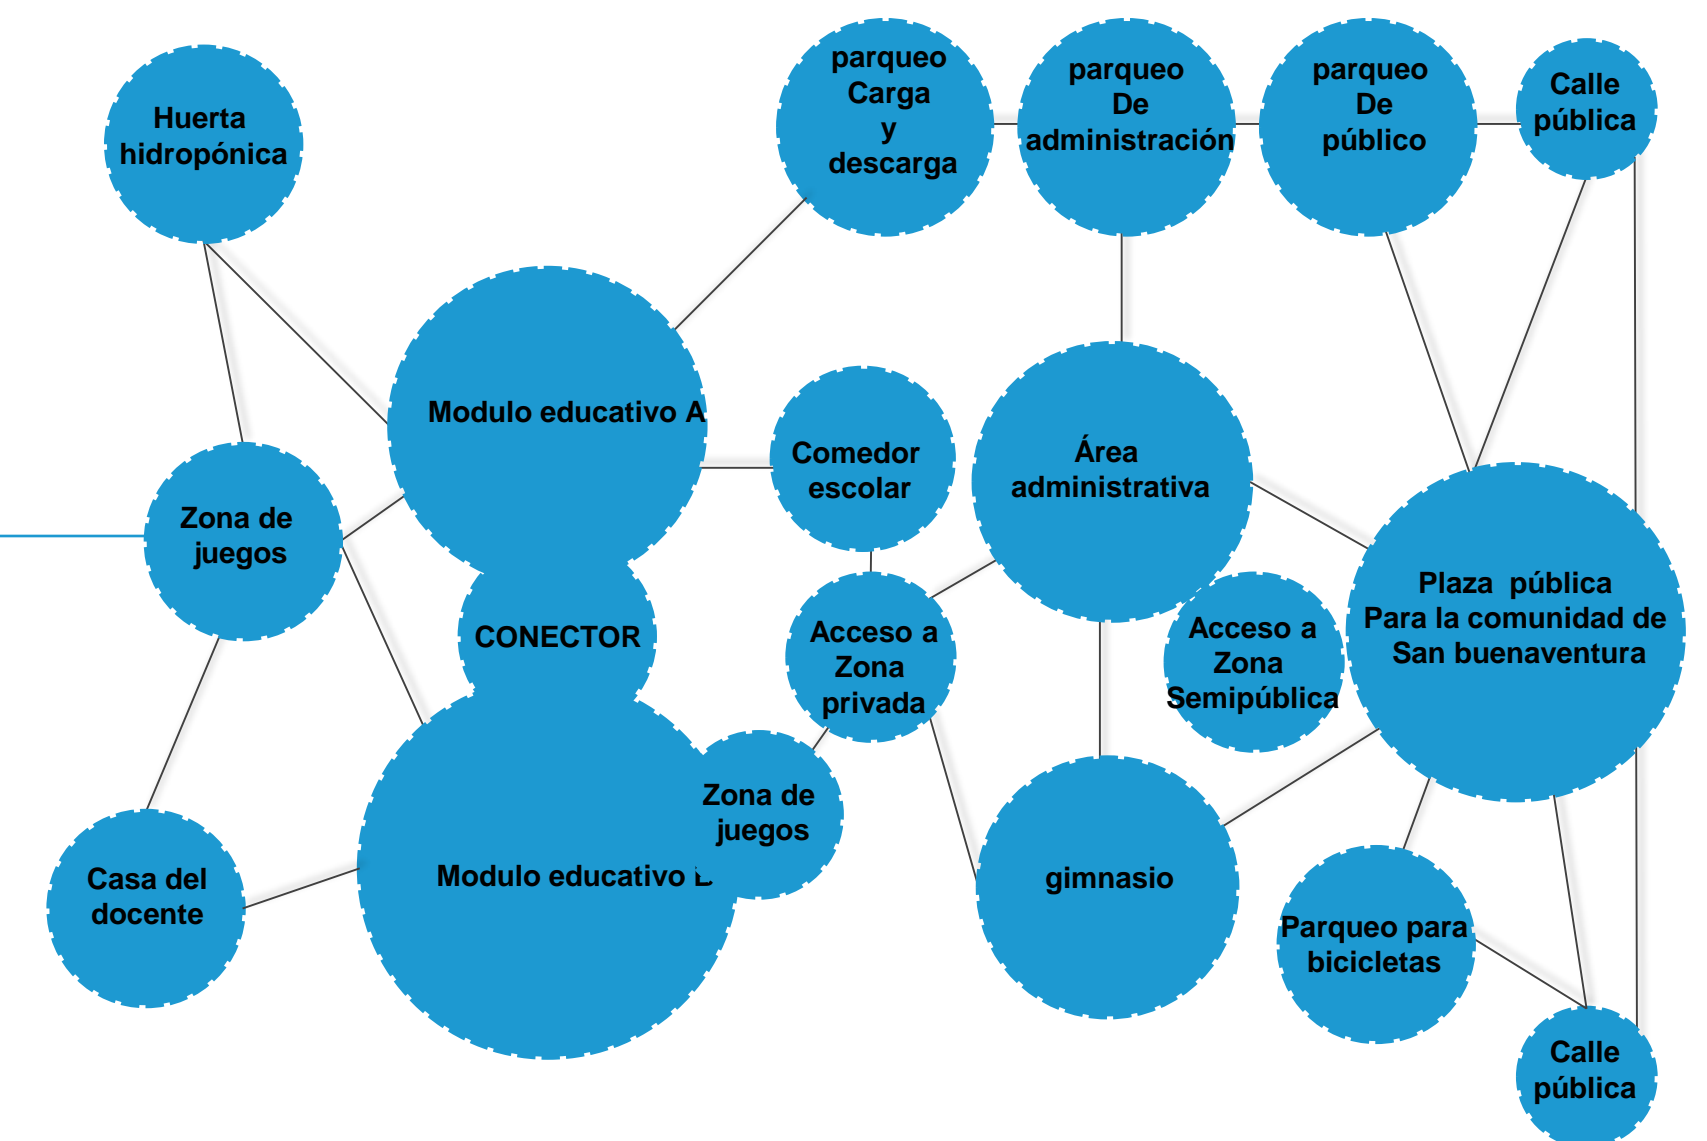 parqueo
Carga
y
descarga
parqueo
De
administración
parqueo
De
público
Calle
pública
Huerta
hidropónica
Modulo educativo A
Comedor
escolar
Área
administrativa
Zona de
juegos
Plaza  pública
Para la comunidad de
San buenaventura
CONECTOR
Acceso a
Zona
privada
Acceso a
Zona
Semipública
Zona de
juegos
Casa del
docente
Modulo educativo
gimnasio
Parqueo para
bicicletas
Calle
pública